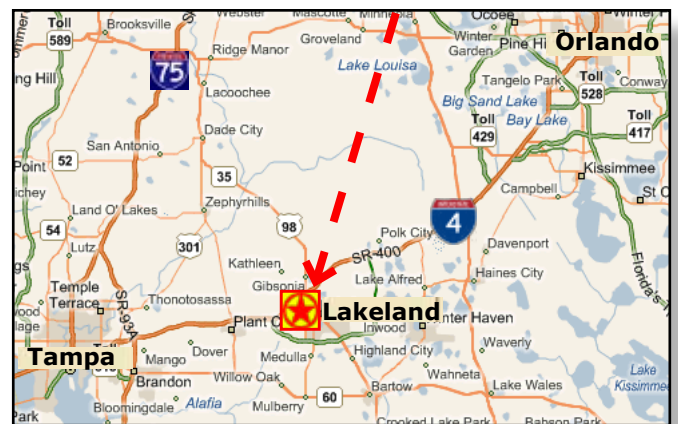 Brooksville
Webster
Mascotte
Minneola
Ocoee
Toll
589
Groveland
Winter
Garden
Pine Hi
Orlando
75
Ridge Manor
Lake Louisa
ng Hill
Lacoochee
Tangelo Park
Toll
528
Conway
Big Sand Lake
Toll
429
Bay Lake
Toll
417
Dade City
San Antonio
Point
52
35
Kissimmee
Campbell
St C
Land O' Lakes
Zephyrhills
98
4
54
Lutz
301
Polk City
SR-400
Davenport
Kathleen
Gibsonia
Lake Alfred
Haines City
Florida's
Temple
Terrace
SR-93A
Thonotosassa
Plant C
Lakeland
Inwood
nter Haven
Tampa
Mango
Dover
Medulla
Highland City
Waverly
Brandon
Willow Oak
Wahneta
Lake
Kissimmee
Bartow
Lake Wales
60
Bloomingdale
Alafia
Mulberry
Park
Crooked Lake Park
Babson Park